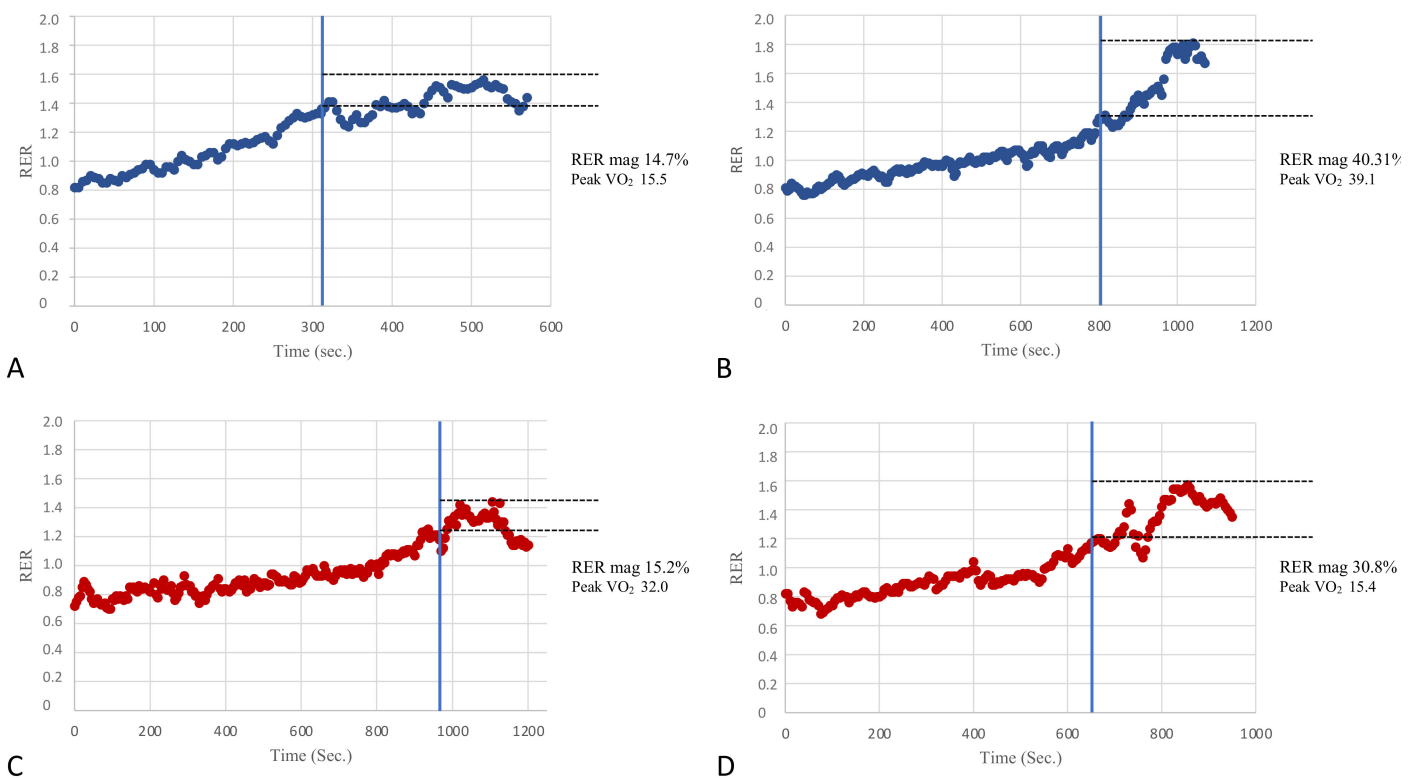 2.0
1.8
1.6
1.4
1.2
1.0
0.8
0.6
0.4
0.2
0
RER
0 100 200 300 400 500 600
Time (sec.)
RER mag 14.7%
Peak VO₂ 15.5
A
2.0
1.8
1.6
1.4
1.2
1.0
0.8
0.6
0.4
0.2
0
RER
0 200 400 600 800 1000 1200
Time (sec.)
RER mag 40.31%
Peak VO₂ 39.1
B
2.0
1.8
1.6
1.4
1.2
1.0
0.8
0.6
0.4
0.2
0
RER
0 200 400 600 800 1000 1200
Time (Sec.)
RER mag 15.2%
Peak VO₂ 32.0
C
2.0
1.8
1.6
1.4
1.2
1.0
0.8
0.6
0.4
0.2
0
RER
0 200 400 600 800 1000
Time (Sec.)
RER mag 30.8%
Peak VO₂ 15.4
D